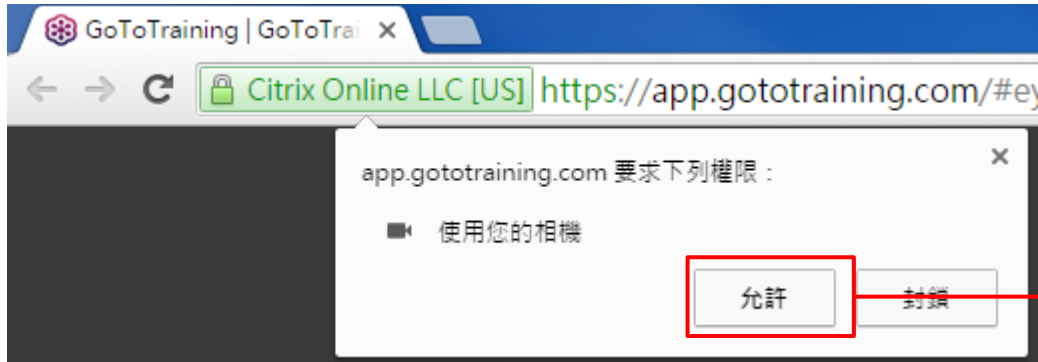 GoToTraining | GoToTrai
Citrix Online LLC [US] https://app.gototraining.com/#ey
app.gototraining.com 要求下列權限：
使用您的相機
允許 封鎖